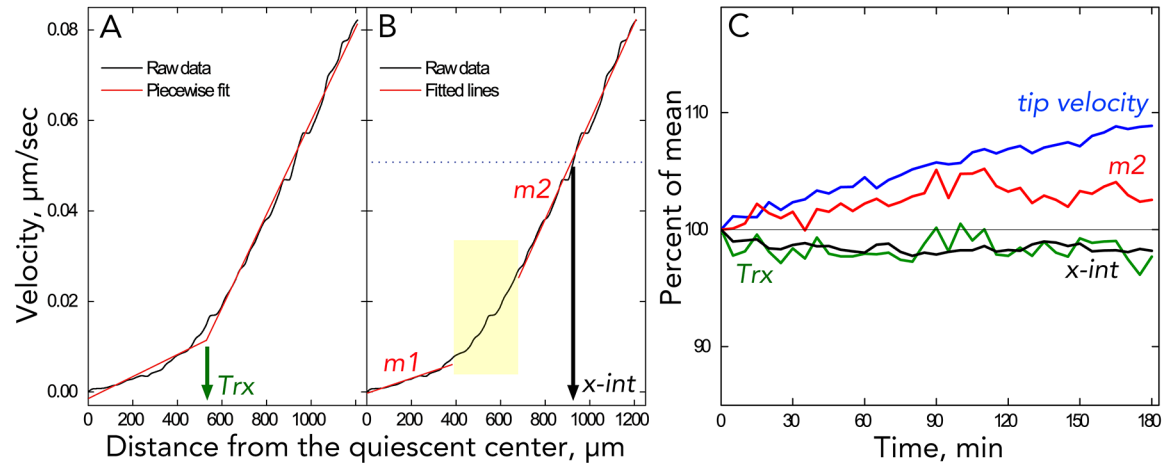 A
B
C
0.08
0.06
0.04
0.02
0.00
Velocity, µm/sec
Raw data
Piecewise fit
Trx
Raw data
Fitted lines
m1
m2
x-int
0 200 400 600 800 1000
0 200 400 600 800 1000 1200
Distance from the quiescent center, µm
110
100
90
Percent of mean
tip velocity
m2
Trx
x-int
0 30 60 90 120 150 180
Time, min